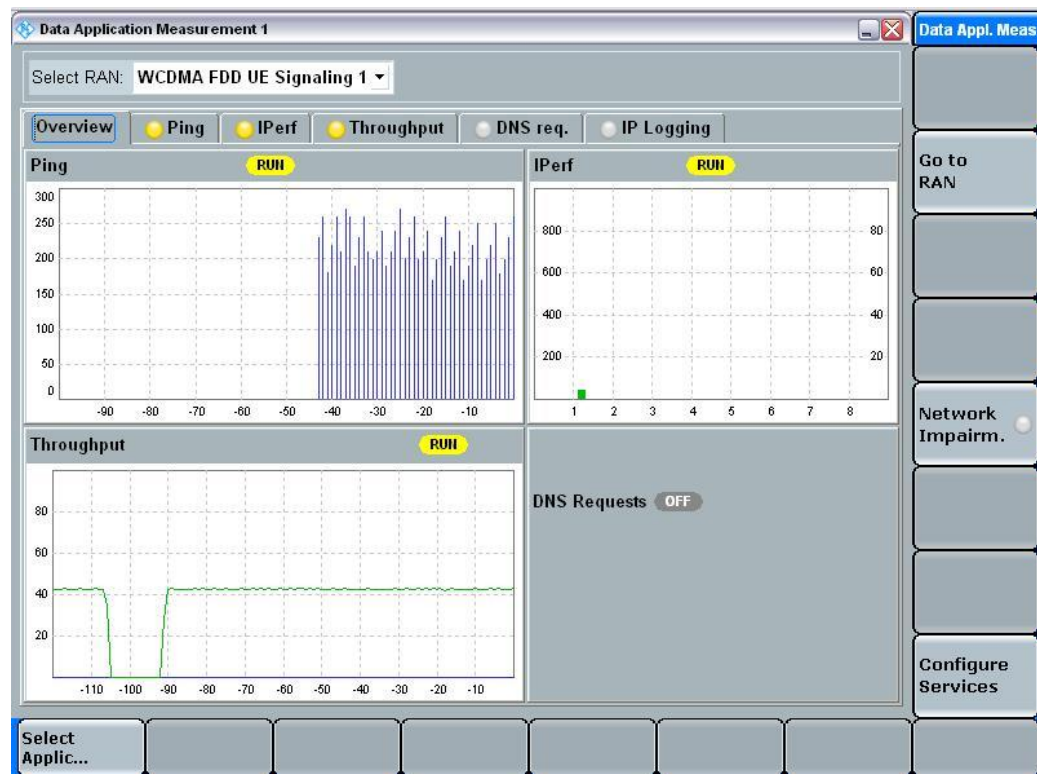 Data Application Measurement 1
Data Appl. Meas
Select RAN: WCDMA FDD UE Signaling 1
Overview Ping IPerf Throughput DNS req. IP Logging
Ping RUN
300
250
200
150
100
50
0
-90 -80 -70 -60 -50 -40 -30 -20 -10
IPerf RUN
800 80
600 60
400 40
200 20
1 2 3 4 5 6 7 8
Throughput RUN
80
60
40
20
-110 -100 -90 -80 -70 -60 -50 -40 -30 -20 -10
DNS Requests OFF
Go to
RAN
Network
Impairm.
Configure
Services
Select
Applic...